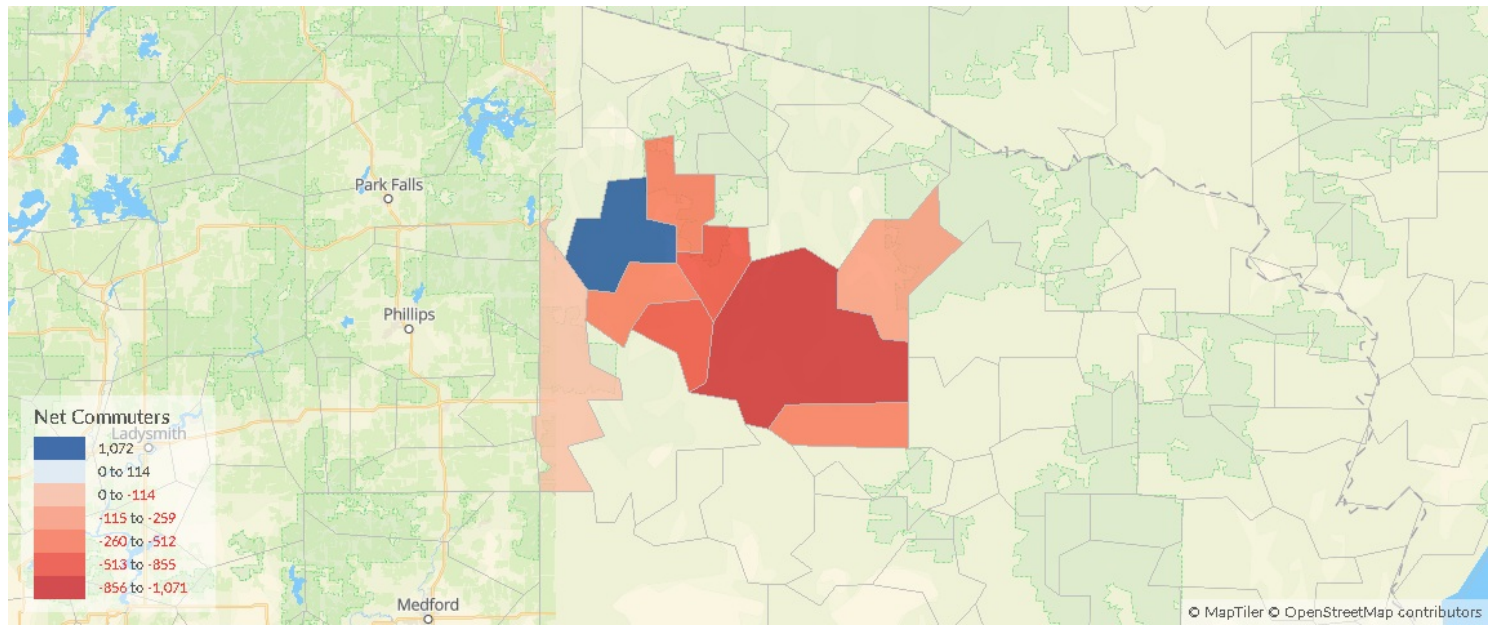 Park Falls
Phillips
Net Commuters
Ladysmith
1,072
0 to 114
0 to -114
-115 to -259
-260 to -512
-513 to -855
-856 to -1,071
Medford
© MapTiler © OpenStreetMap contributors